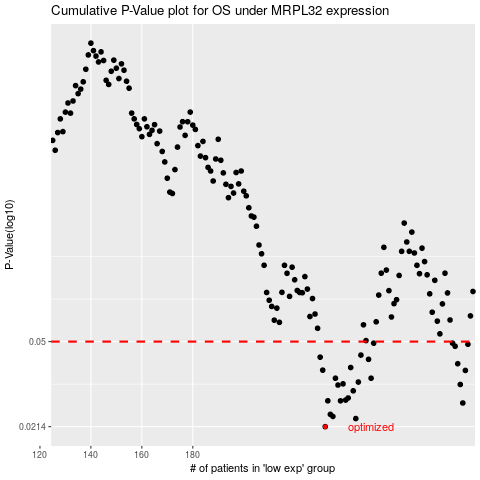 Cumulative P-Value plot for OS under MRPL32 expression
P-Value(log10)
0.05
0.0214
optimized
120 140 160 180
# of patients in 'low exp' group